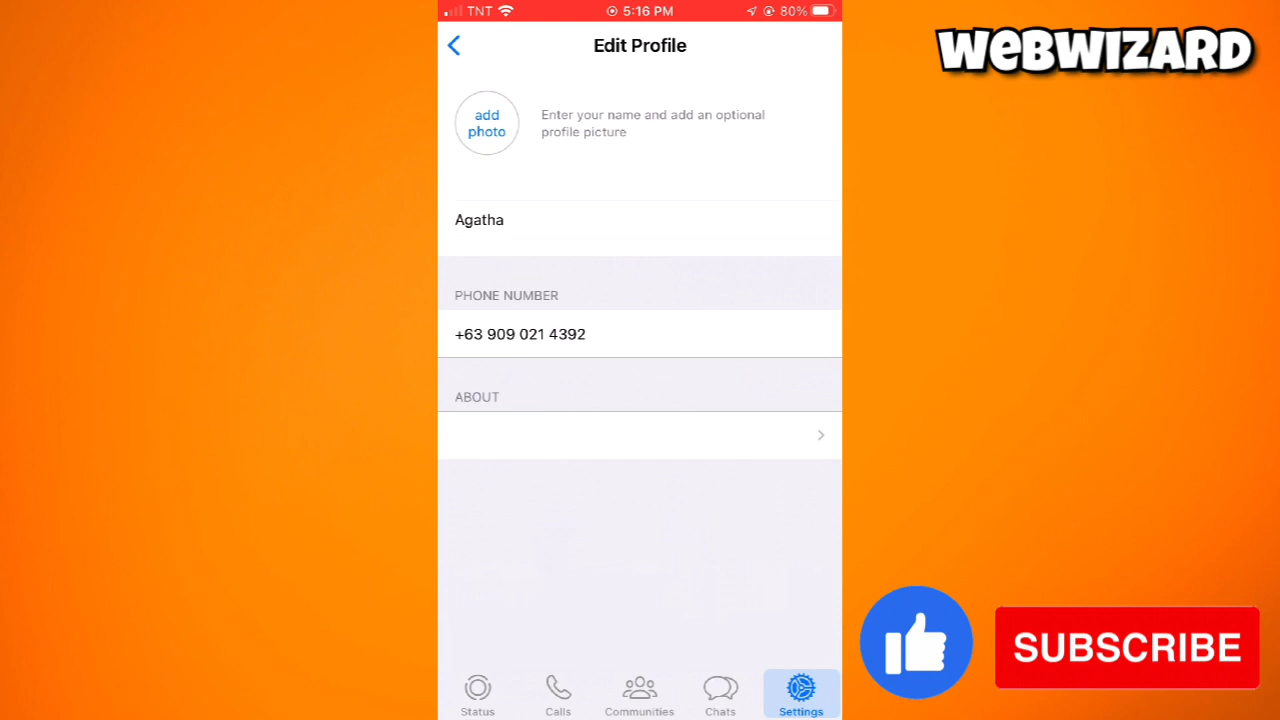 TNT 5:16 PM 80%
WEBWIZARD
Edit Profile
add
photo
Enter your name and add an optional
profile picture
Agatha
PHONE NUMBER
+63 909 021 4392
ABOUT
SUBSCRIBE
Status Calls Communities Chats Settings